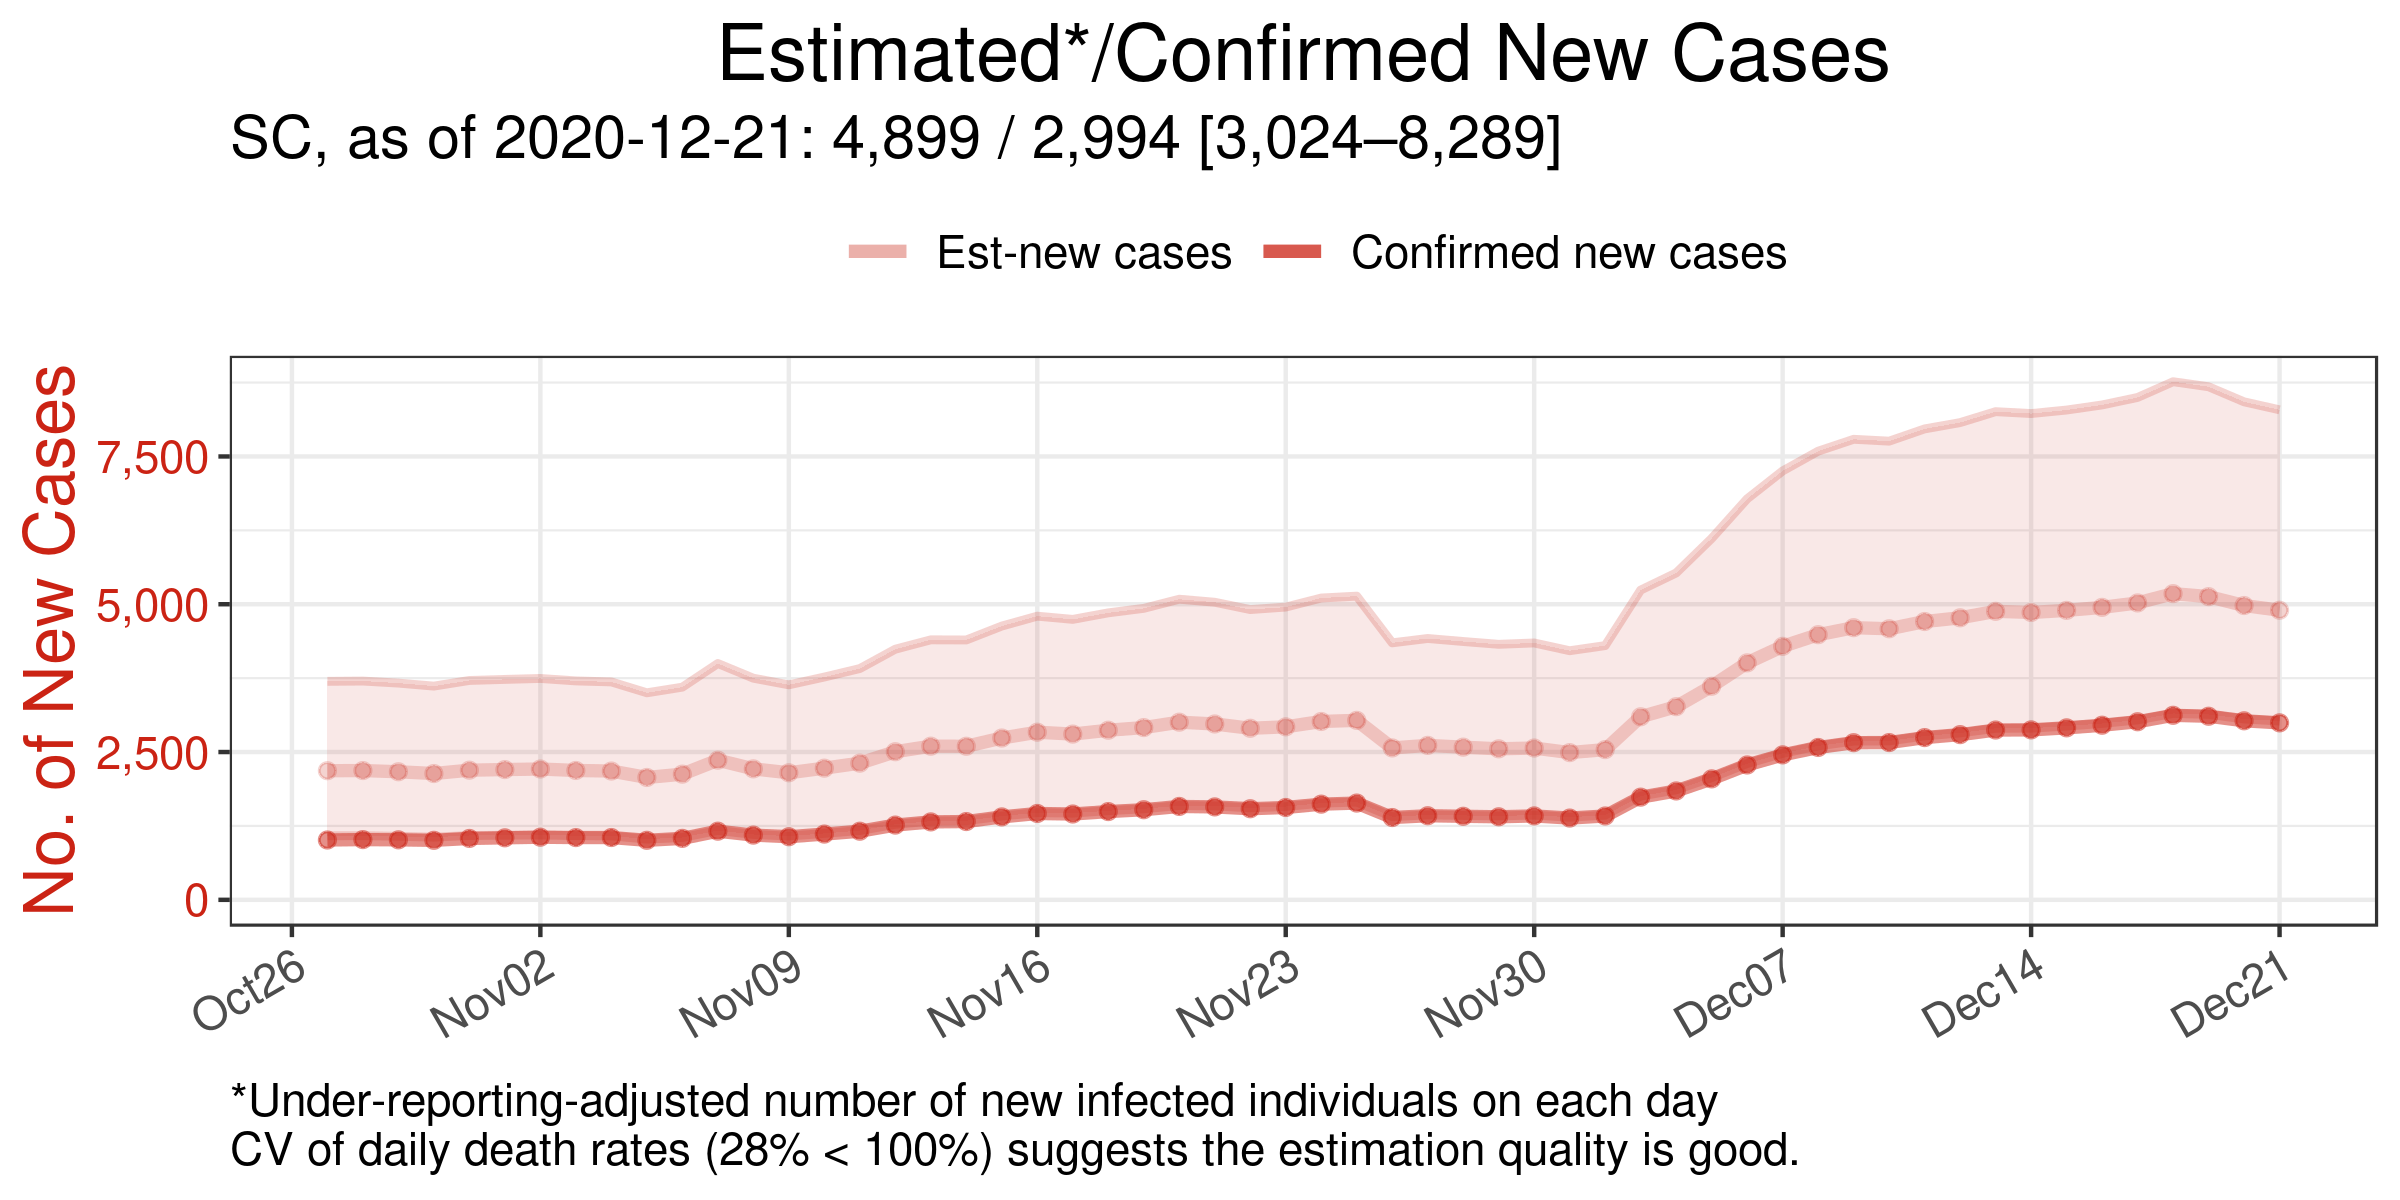 Estimated*/Confirmed New Cases
SC, as of 2020-12-21: 4,899 / 2,994 [3,024–8,289]
Est-new cases
Confirmed new cases
No. of New Cases
7,500
5,000
2,500
0
Oct26
Nov02
Nov09
Nov16
Nov23
Nov30
Dec07
Dec14
Dec21
*Under-reporting-adjusted number of new infected individuals on each day
CV of daily death rates (28% < 100%) suggests the estimation quality is good.